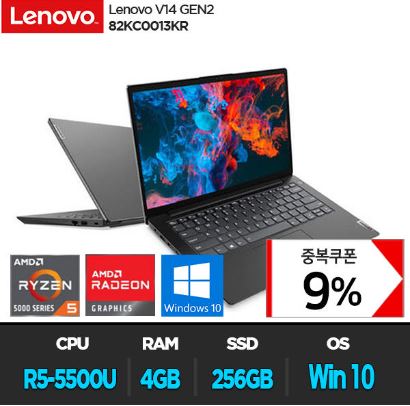 Lenovo
Lenovo V14 GEN2
82KC0013KR
AMD
RYZEN
5000 SERIES 5
AMD
RADEON
GRAPHICS
Windows 10
중복쿠폰
9%
CPU RAM SSD OS
R5-5500U 4GB 256GB Win 10